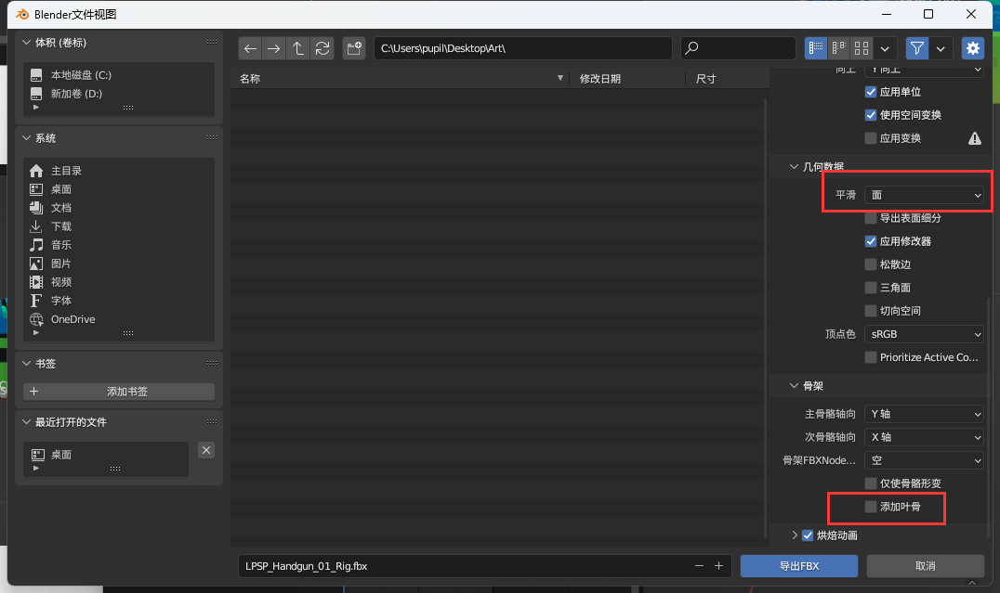 Blender文件视图
体积 (卷标)
本地磁盘 (C:)
新加卷 (D:)
系统
主目录
桌面
文档
下载
音乐
图片
视频
字体
OneDrive
书签
添加书签
最近打开的文件
桌面
C:\Users\pupil\Desktop\Art\
名称
修改日期
尺寸
向上
Y 向上
应用单位
使用空间变换
应用变换
几何数据
平滑
面
导出表面细分
应用修改器
松散边
三角面
切向空间
顶点色
sRGB
Prioritize Active Co...
骨架
主骨骼轴向
Y 轴
次骨骼轴向
X 轴
骨架FBXNode...
空
仅使骨骼形变
添加叶骨
烘焙动画
LPSP_Handgun_01_Rig.fbx
导出FBX
取消